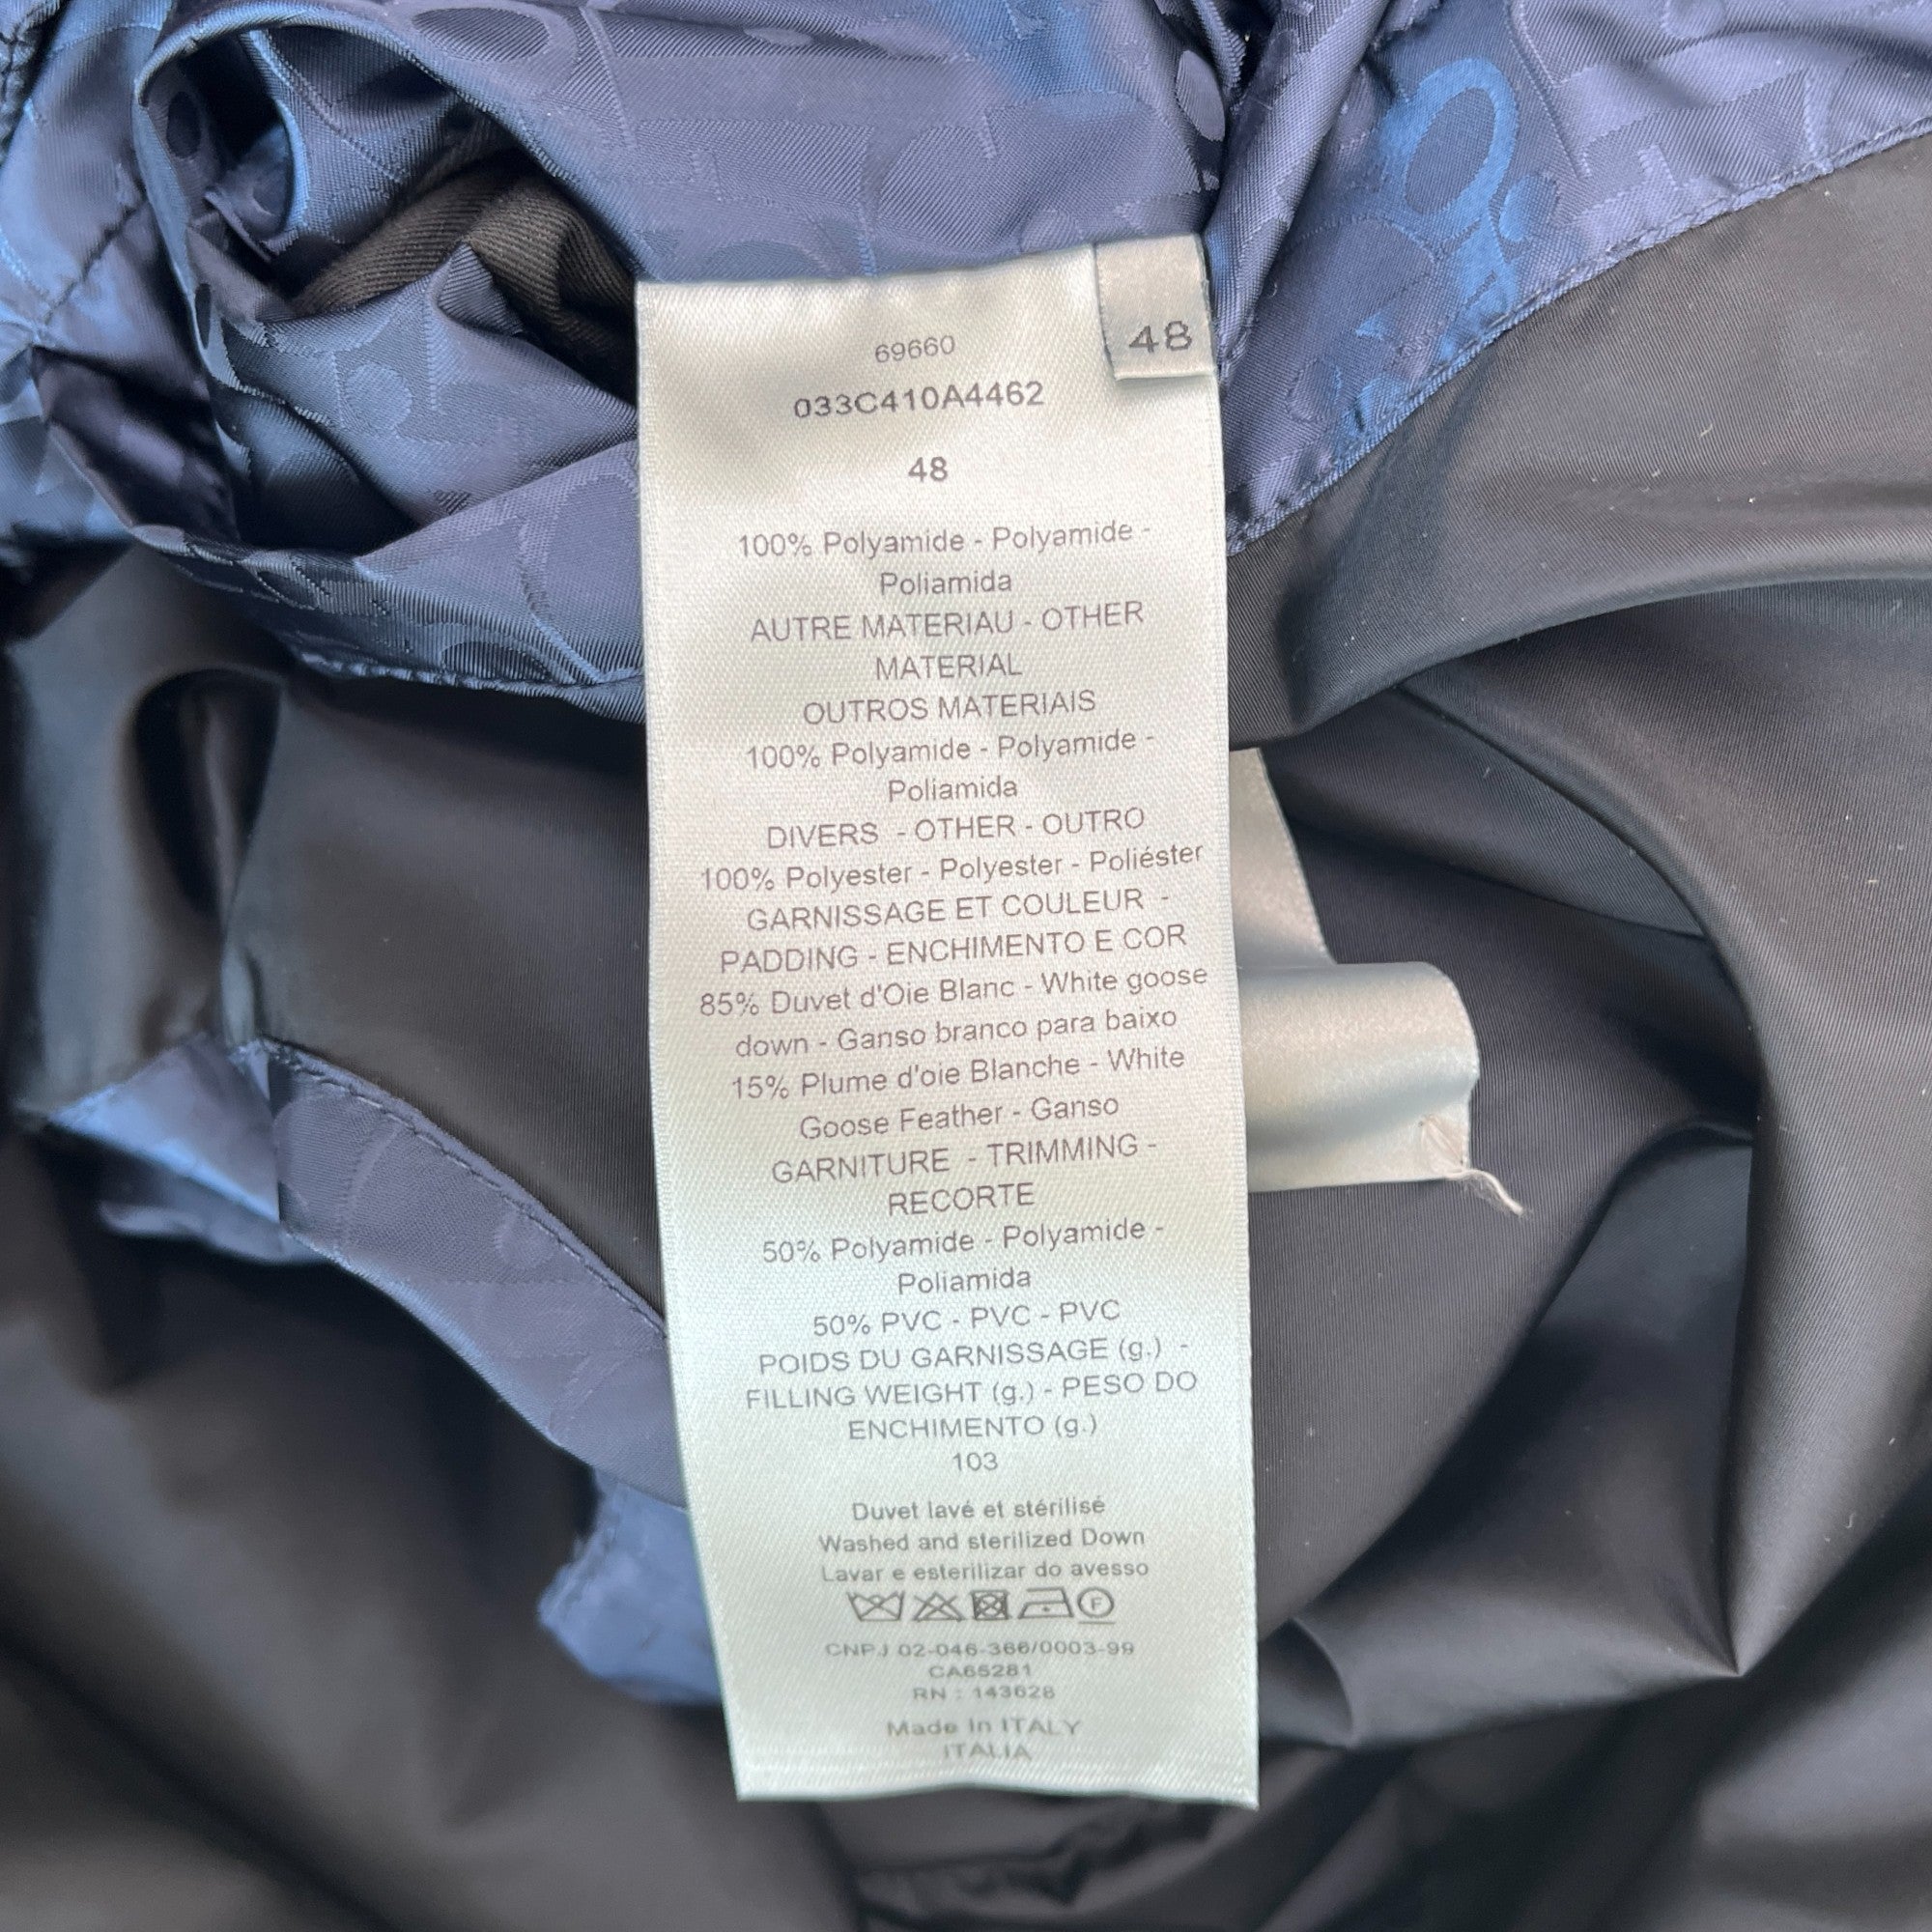 48
69660
033C410A4462
48
100% Polyamide - Polyamide -
Poliamida
AUTRE MATERIAU - OTHER
MATERIAL
OUTROS MATERIAIS
100% Polyamide - Polyamide -
Poliamida
DIVERS - OTHER - OUTRO
100% Polyester - Polyester - Poliéster
GARNISSAGE ET COULEUR -
PADDING - ENCHIMENTO E COR
85% Duvet d'Oie Blanc - White goose
down - Ganso branco para baixo
15% Plume d'oie Blanche - White
Goose Feather - Ganso
GARNITURE - TRIMMING -
RECORTE
50% Polyamide - Polyamide -
Poliamida
50% PVC - PVC - PVC
POIDS DU GARNISSAGE (g.) -
FILLING WEIGHT (g.) - PESO DO
ENCHIMENTO (g.)
103
Duvet lavé et stérilisé
Washed and sterilized Down
Lavar e esterilizar do avesso
F
CNPJ 02-046-366/0003-99
CA65281
RN : 143628
Made In ITALY
ITALIA